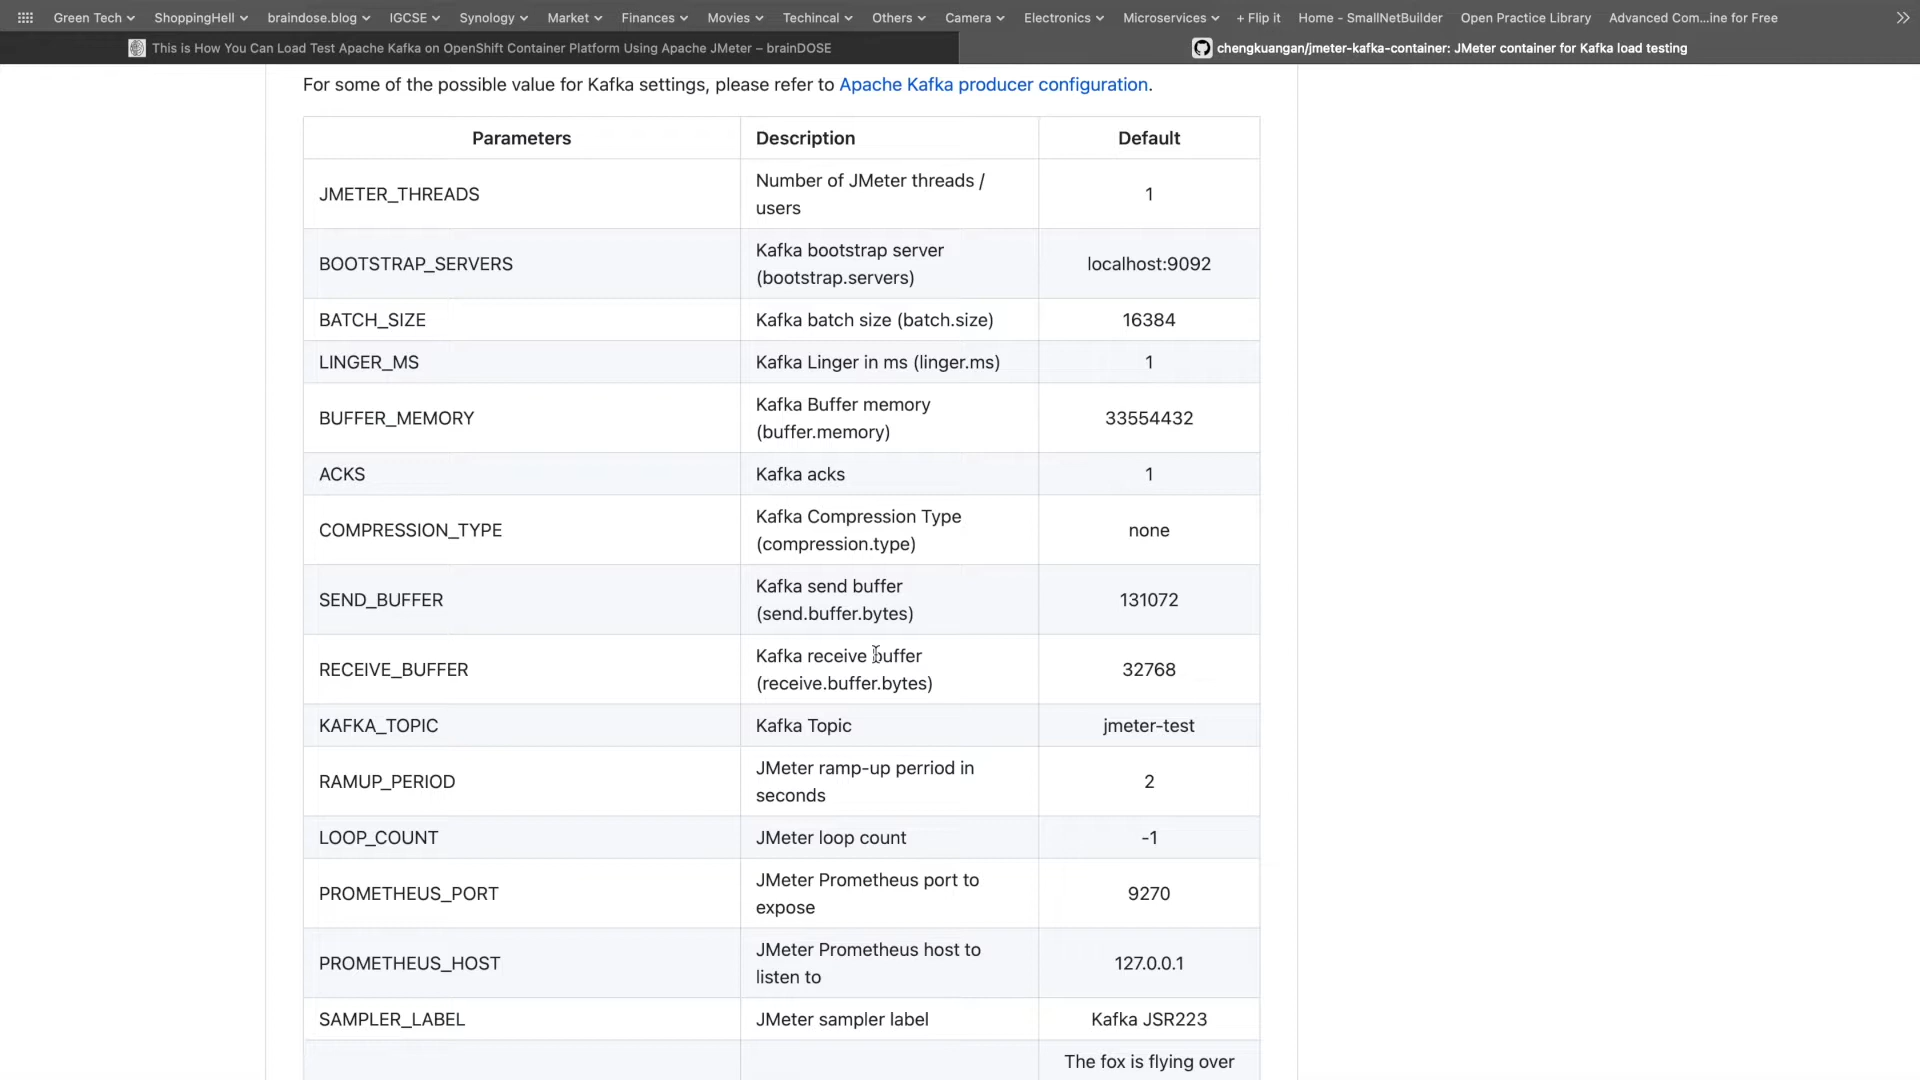 Green Tech ShoppingHell braindose.blog IGCSE Synology Market Finances Movies Techincal Others Camera Electronics Microservices + Flip it Home - SmallNetBuilder Open Practice Library Advanced Com...ine for Free
This is How You Can Load Test Apache Kafka on OpenShift Container Platform Using Apache JMeter – brainDOSE chengkuangan/jmeter-kafka-container: JMeter container for Kafka load testing
For some of the possible value for Kafka settings, please refer to Apache Kafka producer configuration.
Parameters Description Default
JMETER_THREADS Number of JMeter threads / 1
users
BOOTSTRAP_SERVERS Kafka bootstrap server localhost:9092
(bootstrap.servers)
BATCH_SIZE Kafka batch size (batch.size) 16384
LINGER_MS Kafka Linger in ms (linger.ms) 1
BUFFER_MEMORY Kafka Buffer memory 33554432
(buffer.memory)
ACKS Kafka acks 1
COMPRESSION_TYPE Kafka Compression Type none
(compression.type)
SEND_BUFFER Kafka send buffer 131072
(send.buffer.bytes)
RECEIVE_BUFFER Kafka receive buffer 32768
(receive.buffer.bytes)
KAFKA_TOPIC Kafka Topic jmeter-test
RAMUP_PERIOD JMeter ramp-up perriod in 2
seconds
LOOP_COUNT JMeter loop count -1
PROMETHEUS_PORT JMeter Prometheus port to 9270
expose
PROMETHEUS_HOST JMeter Prometheus host to 127.0.0.1
listen to
SAMPLER_LABEL JMeter sampler label Kafka JSR223
The fox is flying over